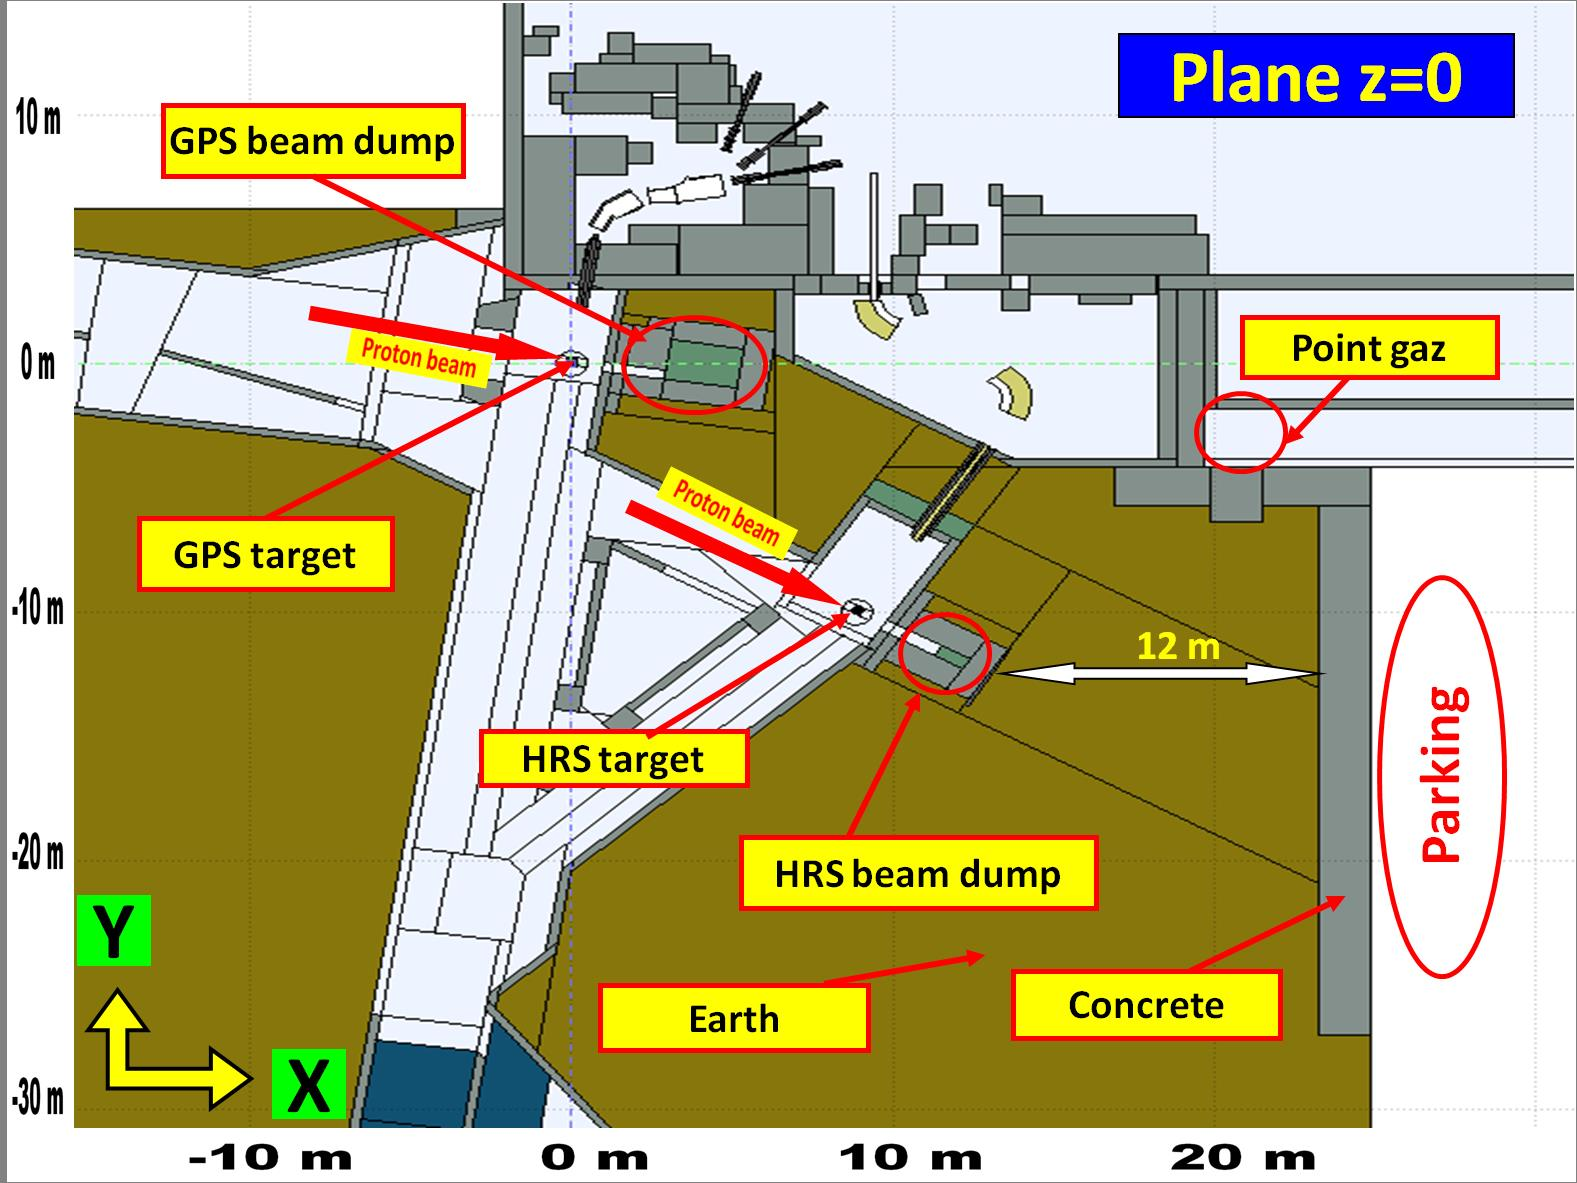 Plane z=0
10 m
GPS beam dump
Proton beam
0 m
Point gaz
Proton beam
GPS target
-10 m
12 m
Parking
HRS target
-20 m
HRS beam dump
Y
Earth
Concrete
X
-30 m
-10 m
0 m
10 m
20 m